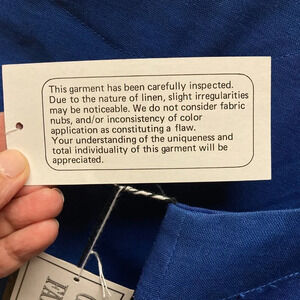 This garment has been carefully inspected.
Due to the nature of linen, slight irregularities
may be noticeable. We do not consider fabric
nubs, and/or inconsistency of color
application as constituting a flaw.
Your understanding of the uniqueness and
total individuality of this garment will be
appreciated.